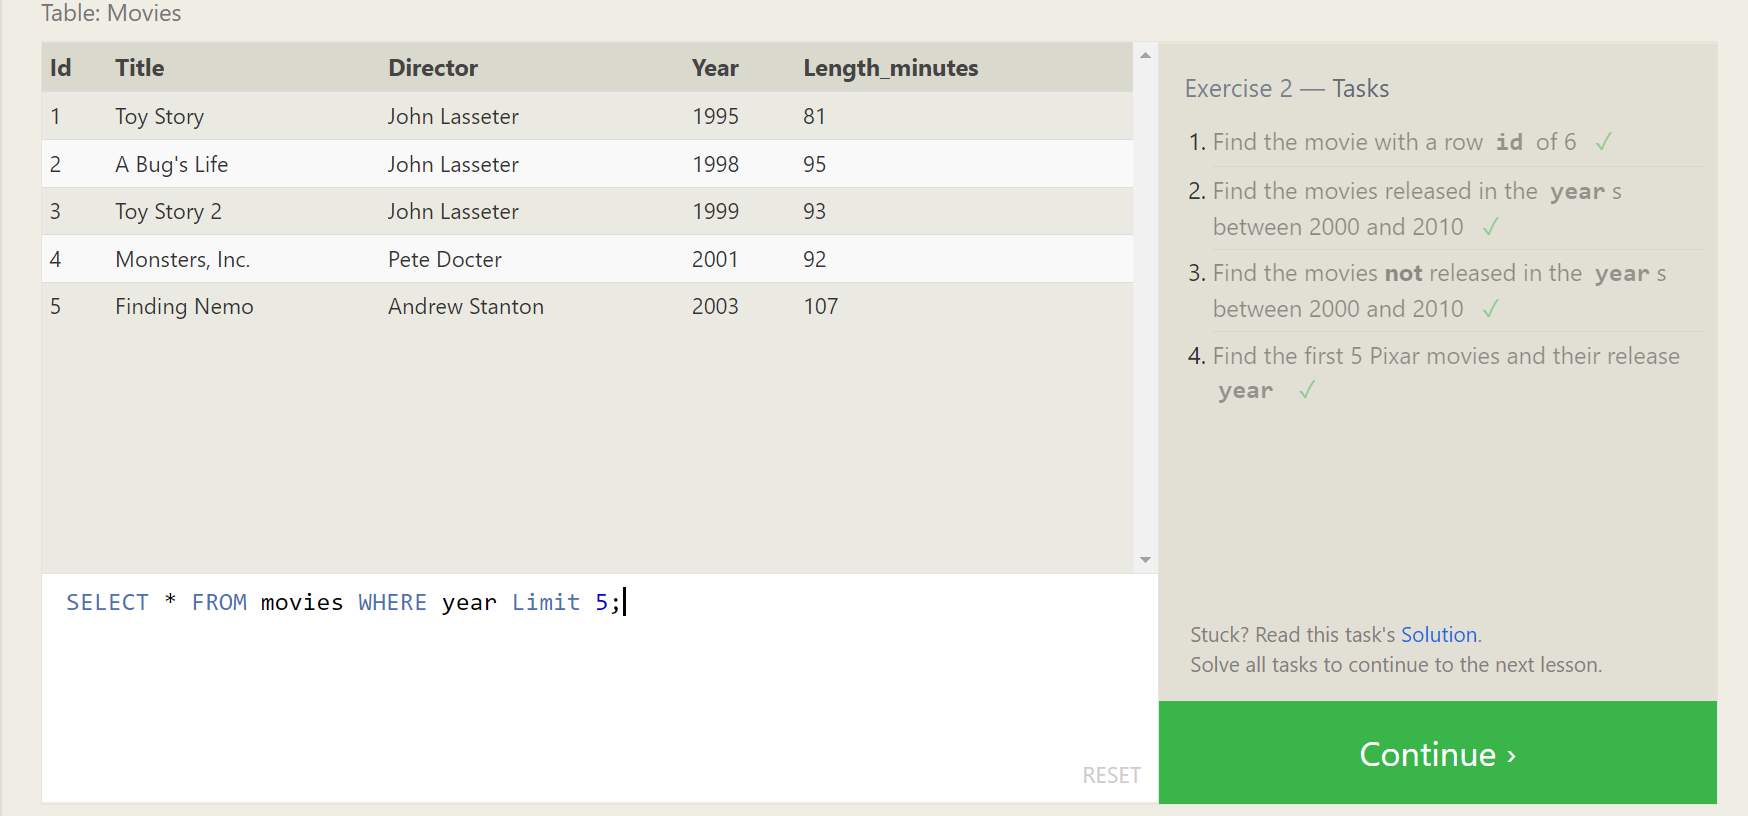 Table: Movies
Id Title Director Year Length_minutes
1 Toy Story John Lasseter 1995 81
2 A Bug's Life John Lasseter 1998 95
3 Toy Story 2 John Lasseter 1999 93
4 Monsters, Inc. Pete Docter 2001 92
5 Finding Nemo Andrew Stanton 2003 107
SELECT * FROM movies WHERE year Limit 5;
RESET
Exercise 2 — Tasks
1. Find the movie with a row id of 6 ✓
2. Find the movies released in the year s
between 2000 and 2010 ✓
3. Find the movies not released in the year s
between 2000 and 2010 ✓
4. Find the first 5 Pixar movies and their release
year ✓
Stuck? Read this task's Solution.
Solve all tasks to continue to the next lesson.
Continue ›